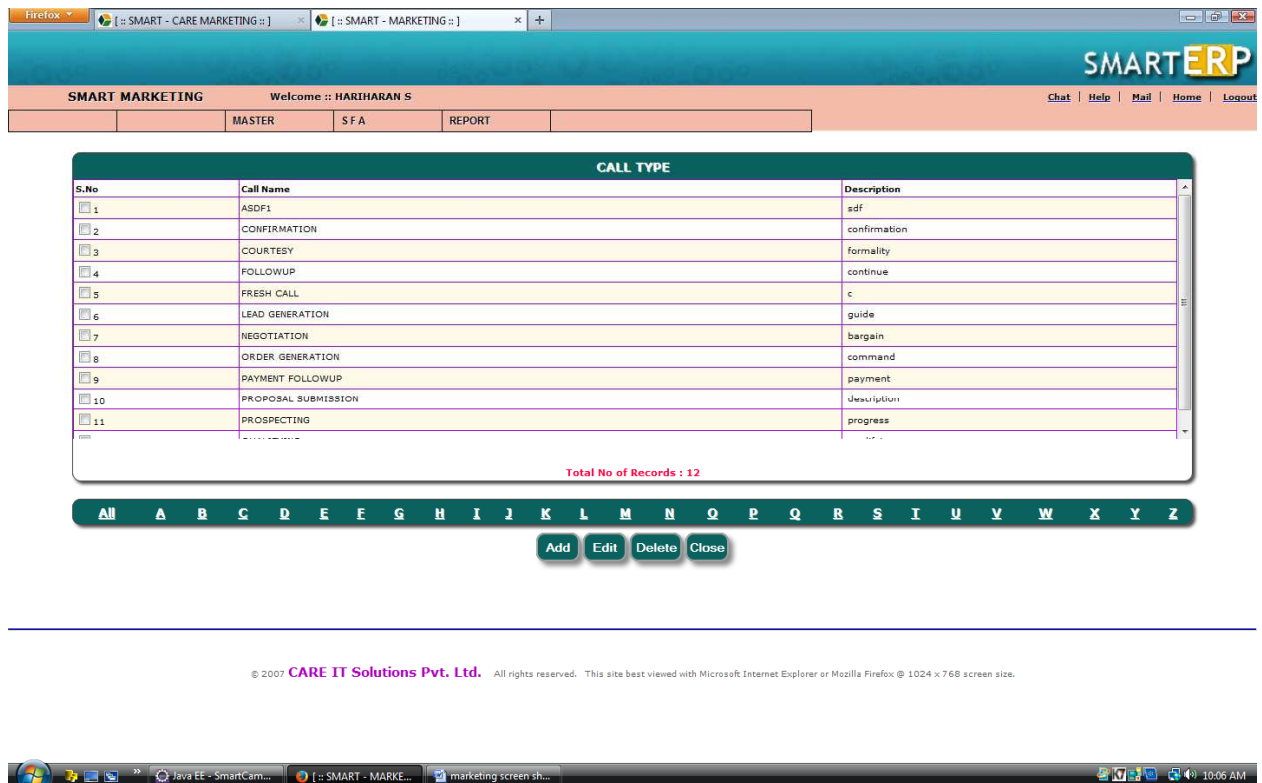 Firefox
[ :: SMART - CARE MARKETING :: ] × [ :: SMART - MARKETING :: ] × +
SMARTERP
SMART MARKETING Welcome :: HARIHARAN S Chat | Help | Mail | Home | Logout
MASTER S F A REPORT
CALL TYPE
S.No Call Name Description
1 ASDF1 sdf
2 CONFIRMATION confirmation
3 COURTESY formality
4 FOLLOWUP continue
5 FRESH CALL c
6 LEAD GENERATION guide
7 NEGOTIATION bargain
8 ORDER GENERATION command
9 PAYMENT FOLLOWUP payment
10 PROPOSAL SUBMISSION description
11 PROSPECTING progress
Total No of Records : 12
All A B C D E F G H I J K L M N O P Q R S T U V W X Y Z
Add Edit Delete Close
© 2007 CARE IT Solutions Pvt. Ltd. All rights reserved. This site best viewed with Microsoft Internet Explorer or Mozilla Firefox @ 1024 x 768 screen size.
Java EE - SmartCam... [ :: SMART - MARKE... marketing screen sh... 10:06 AM